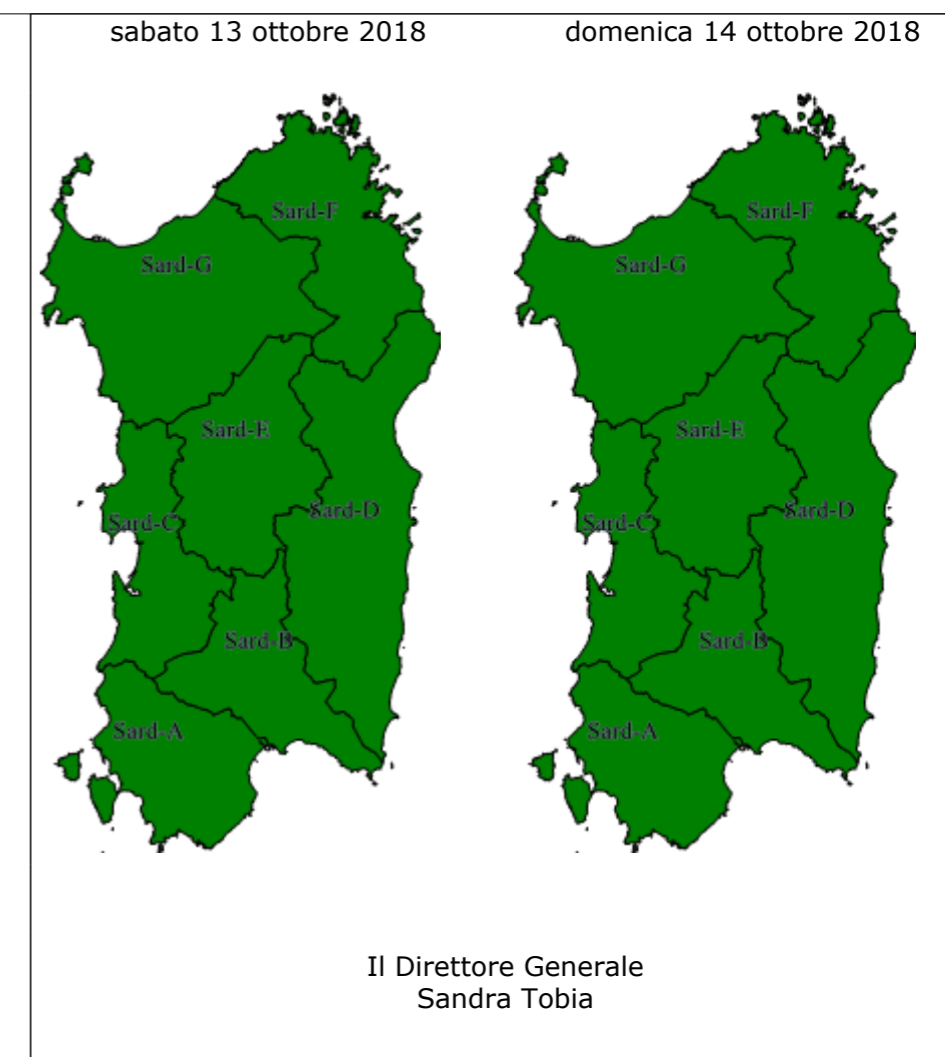 sabato 13 ottobre 2018
domenica 14 ottobre 2018
Sard-F
Sard-G
Sard-E
Sard-D
Sard-C
Sard-B
Sard-A
Sard-F
Sard-G
Sard-E
Sard-D
Sard-C
Sard-B
Sard-A
Il Direttore Generale
Sandra Tobia